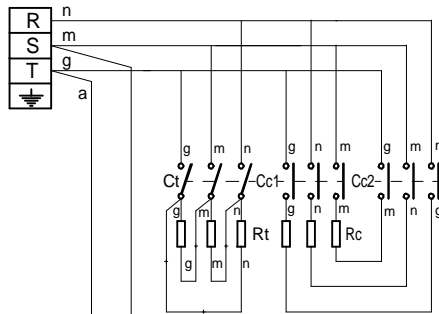 R n
S m
T g
a
g m n g n m g m n
Ct Cc1 Cc2
g m n g n m m n g
Rt Rc
g m n